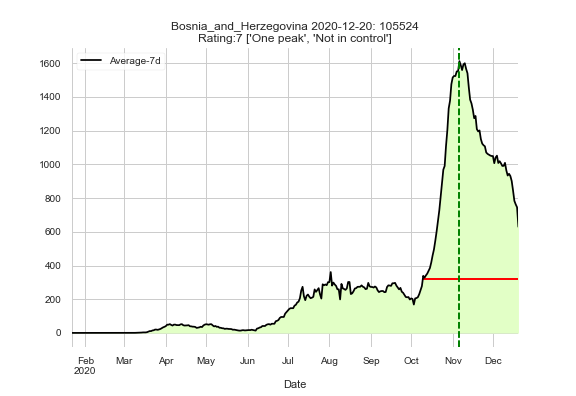 Bosnia_and_Herzegovina 2020-12-20: 105524
Rating:7 ['One peak', 'Not in control']
Average-7d
1600
1400
1200
1000
800
600
400
200
0
Feb Mar Apr May Jun Jul Aug Sep Oct Nov Dec
2020
Date